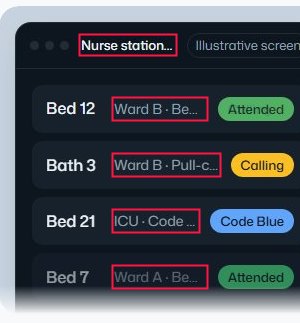 Nurse station... Illustrative screen
Bed 12 Ward B · Be... Attended
Bath 3 Ward B · Pull-c... Calling
Bed 21 ICU · Code ... Code Blue
Bed 7 Ward A · Be... Attended